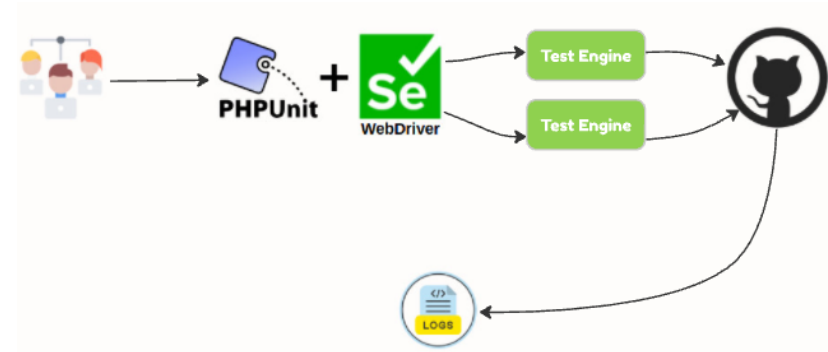 PHPUnit
+
Se
WebDriver
Test Engine
Test Engine
</>
LOGS